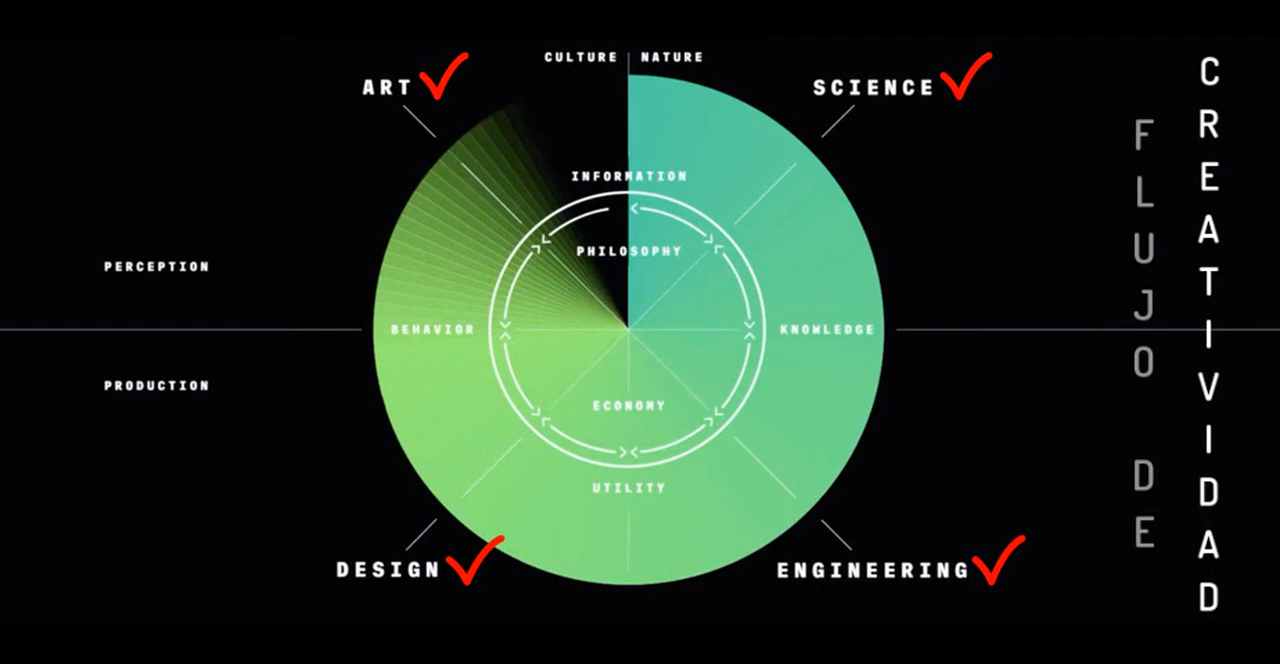 CULTURE NATURE
ART SCIENCE
INFORMATION
PHILOSOPHY
PERCEPTION
BEHAVIOR KNOWLEDGE
PRODUCTION
ECONOMY
UTILITY
DESIGN ENGINEERING
FLUJO DE
CREATIVIDAD